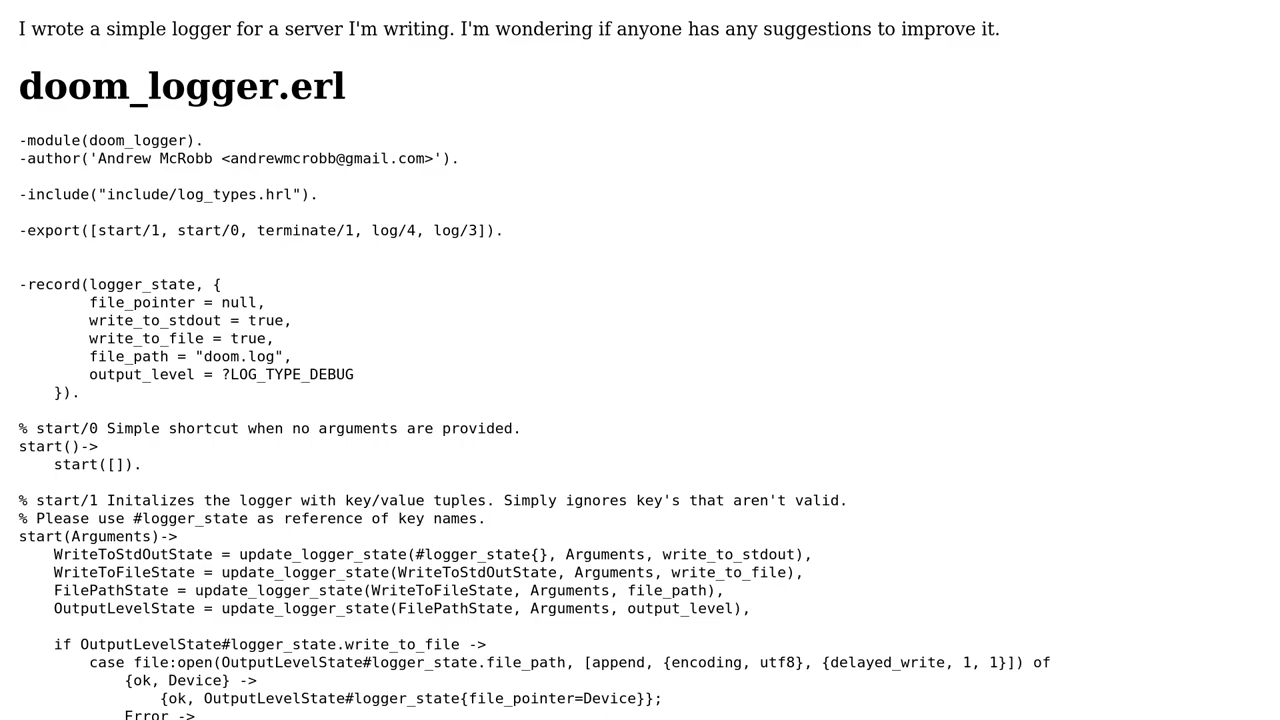 I wrote a simple logger for a server I'm writing. I'm wondering if anyone has any suggestions to improve it.
doom_logger.erl
-module(doom_logger).
-author('Andrew McRobb <andrewmcrobb@gmail.com>').
-include("include/log_types.hrl").
-export([start/1, start/0, terminate/1, log/4, log/3]).
-record(logger_state, {
        file_pointer = null,
        write_to_stdout = true,
        write_to_file = true,
        file_path = "doom.log",
        output_level = ?LOG_TYPE_DEBUG
    }).
% start/0 Simple shortcut when no arguments are provided.
start()->
    start([]).
% start/1 Initalizes the logger with key/value tuples. Simply ignores key's that aren't valid.
% Please use #logger_state as reference of key names.
start(Arguments)->
    WriteToStdOutState = update_logger_state(#logger_state{}, Arguments, write_to_stdout),
    WriteToFileState = update_logger_state(WriteToStdOutState, Arguments, write_to_file),
    FilePathState = update_logger_state(WriteToFileState, Arguments, file_path),
    OutputLevelState = update_logger_state(FilePathState, Arguments, output_level),
    if OutputLevelState#logger_state.write_to_file ->
        case file:open(OutputLevelState#logger_state.file_path, [append, {encoding, utf8}, {delayed_write, 1, 1}]) of
            {ok, Device} ->
                {ok, OutputLevelState#logger_state{file_pointer=Device}};
            Error ->